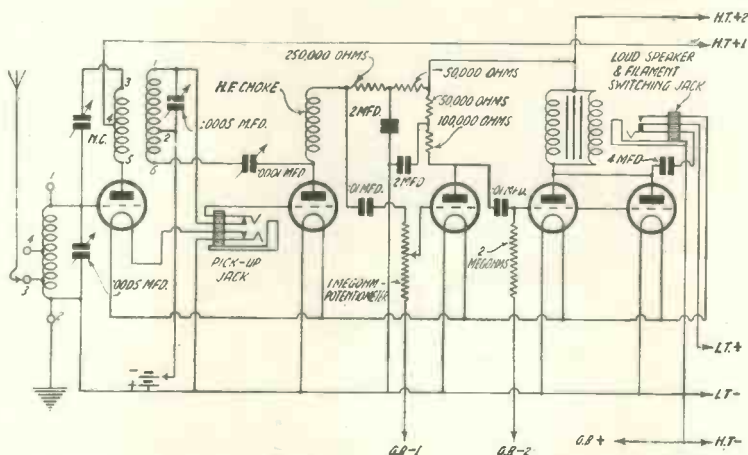 H.T.+2
H.T.+1
250,000 OHMS
50,000 OHMS
LOUD SPEAKER
& FILAMENT
SWITCHING JACK
H.F. CHOKE
3
1
4
2
5
6
N.C.
.0005 M.F.D.
2 MFD.
50,000 OHMS
100,000 OHMS
.0001 MFD
2 MFD
4 MFD
.01 MFD.
.01 MFD.
1
4
3
2
.0005 MFD.
PICK-UP
JACK
1 MEGOHM
POTENTIOMETER
2
MEGOHMS
L.T.+
-
+
LT-
G.B-1
G.B-2
G.B+
H.T-